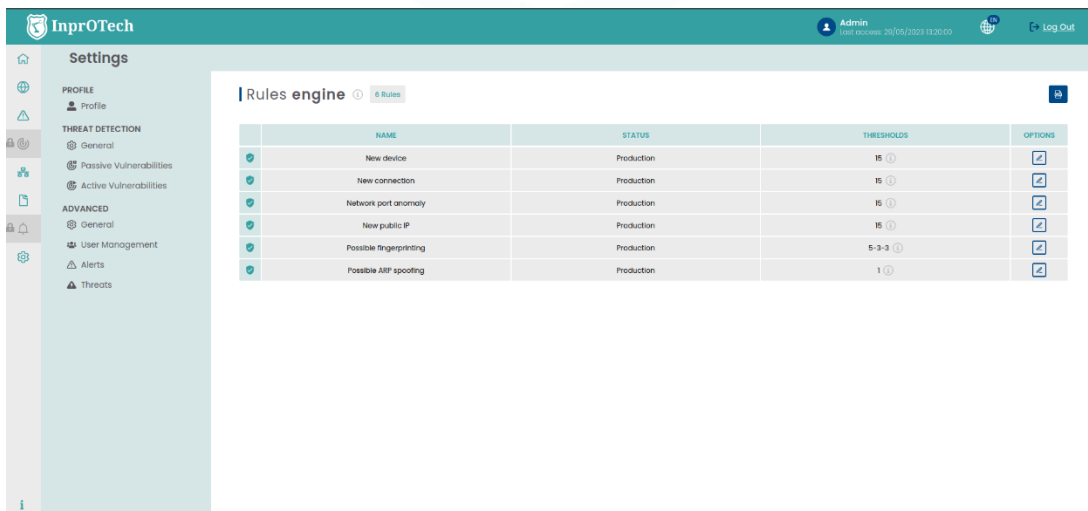 InprOTech
Admin
Last access: 29/05/2023 13:20:00
EN
Log Out
Settings
PROFILE
Profile
THREAT DETECTION
General
Passive Vulnerabilities
Active Vulnerabilities
ADVANCED
General
User Management
Alerts
Threats
Rules engine 6 Rules
NAME STATUS THRESHOLDS OPTIONS
New device Production 15
New connection Production 15
Network port anomaly Production 15
New public IP Production 15
Possible fingerprinting Production 5-3-3
Possible ARP spoofing Production 1